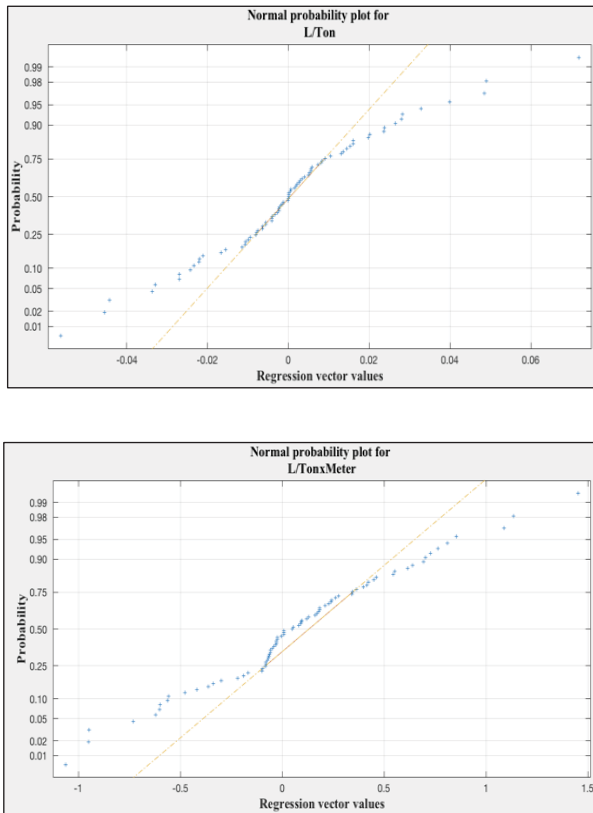 Normal probability plot for
L/Ton
0.99
0.98
0.95
0.90
0.75
0.50
0.25
0.10
0.05
0.02
0.01
Probability
-0.04 -0.02 0 0.02 0.04 0.06
Regression vector values
Normal probability plot for
L/TonxMeter
0.99
0.98
0.95
0.90
0.75
0.50
0.25
0.10
0.05
0.02
0.01
Probability
-1 -0.5 0 0.5 1 1.5
Regression vector values